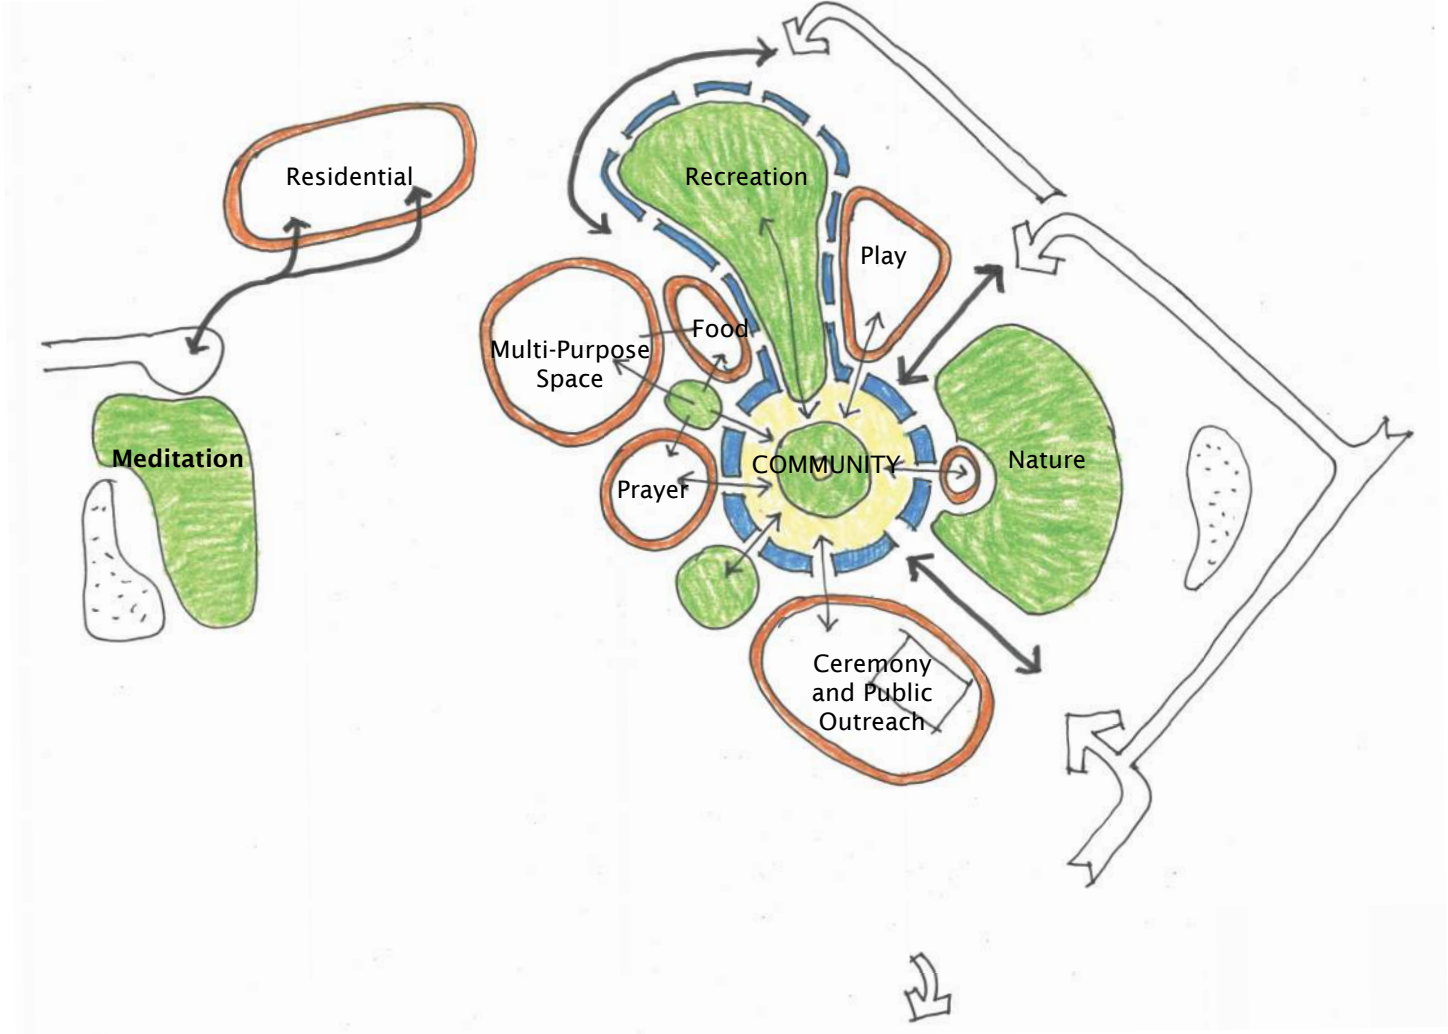 Residential
Recreation
Play
Food
Multi-Purpose
Space
Meditation
COMMUNITY
Nature
Prayer
Ceremony
and Public
Outreach